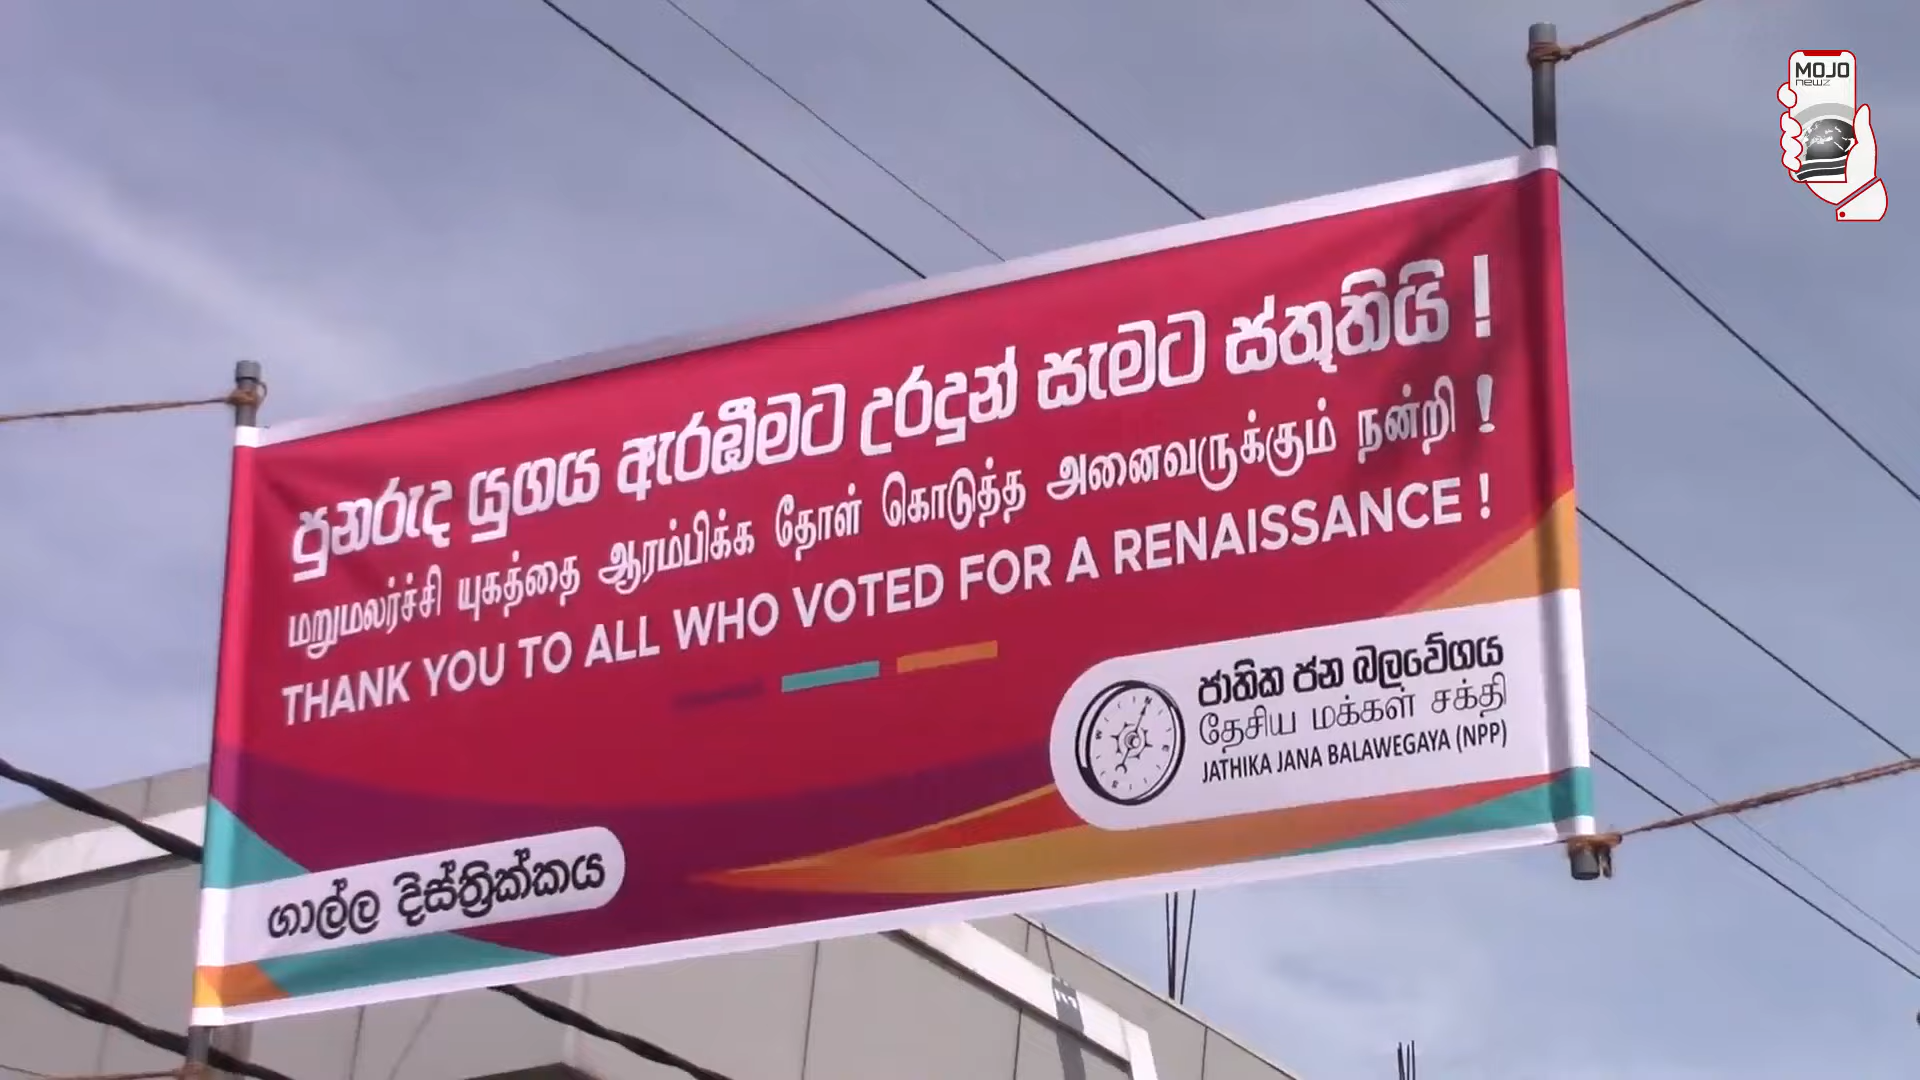 MOJO
newz
පුනරුද යුගය ඇරඹීමට උරදුන් සැමට ස්තූතියි !
மறுமலர்ச்சி யுகத்தை ஆரம்பிக்க தோள் கொடுத்த அனைவருக்கும் நன்றி !
THANK YOU TO ALL WHO VOTED FOR A RENAISSANCE !
ජාතික ජන බලවේගය
தேசிய மக்கள் சக்தி
JATHIKA JANA BALAWEGAYA (NPP)
ගාල්ල දිස්ත්‍රික්කය